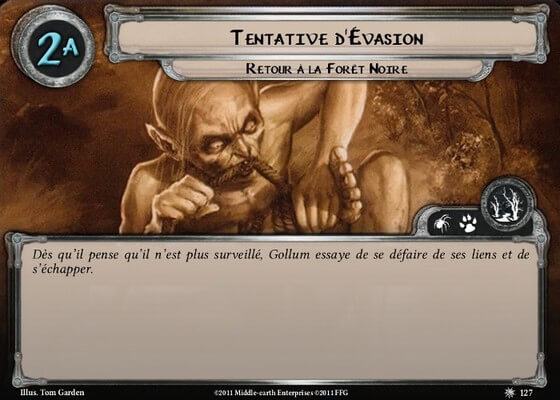 2A
Tentative d'Évasion
Retour à la Forêt Noire
Dès qu'il pense qu'il n'est plus surveillé, Gollum essaye de se défaire de ses liens et de
s'échapper.
Illus. Tom Garden
©2011 Middle-earth Enterprises ©2011 FFG
127